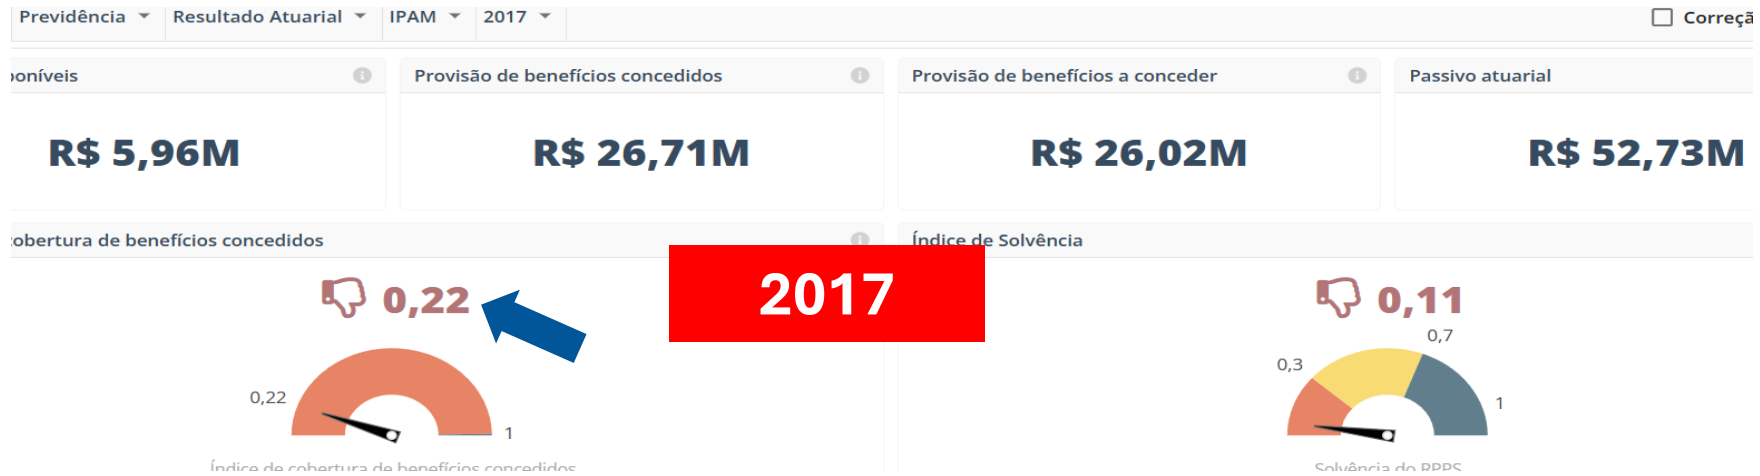 Previdência Resultado Atuarial IPAM 2017 Correçã
poníveis Provisão de benefícios concedidos Provisão de benefícios a conceder Passivo atuarial
R$ 5,96M R$ 26,71M R$ 26,02M R$ 52,73M
cobertura de benefícios concedidos Índice de Solvência
2017
0,22 0,11
0,7
0,3
0,22 1
1
Índice de cobertura de benefícios concedidos Solvência do RPPS